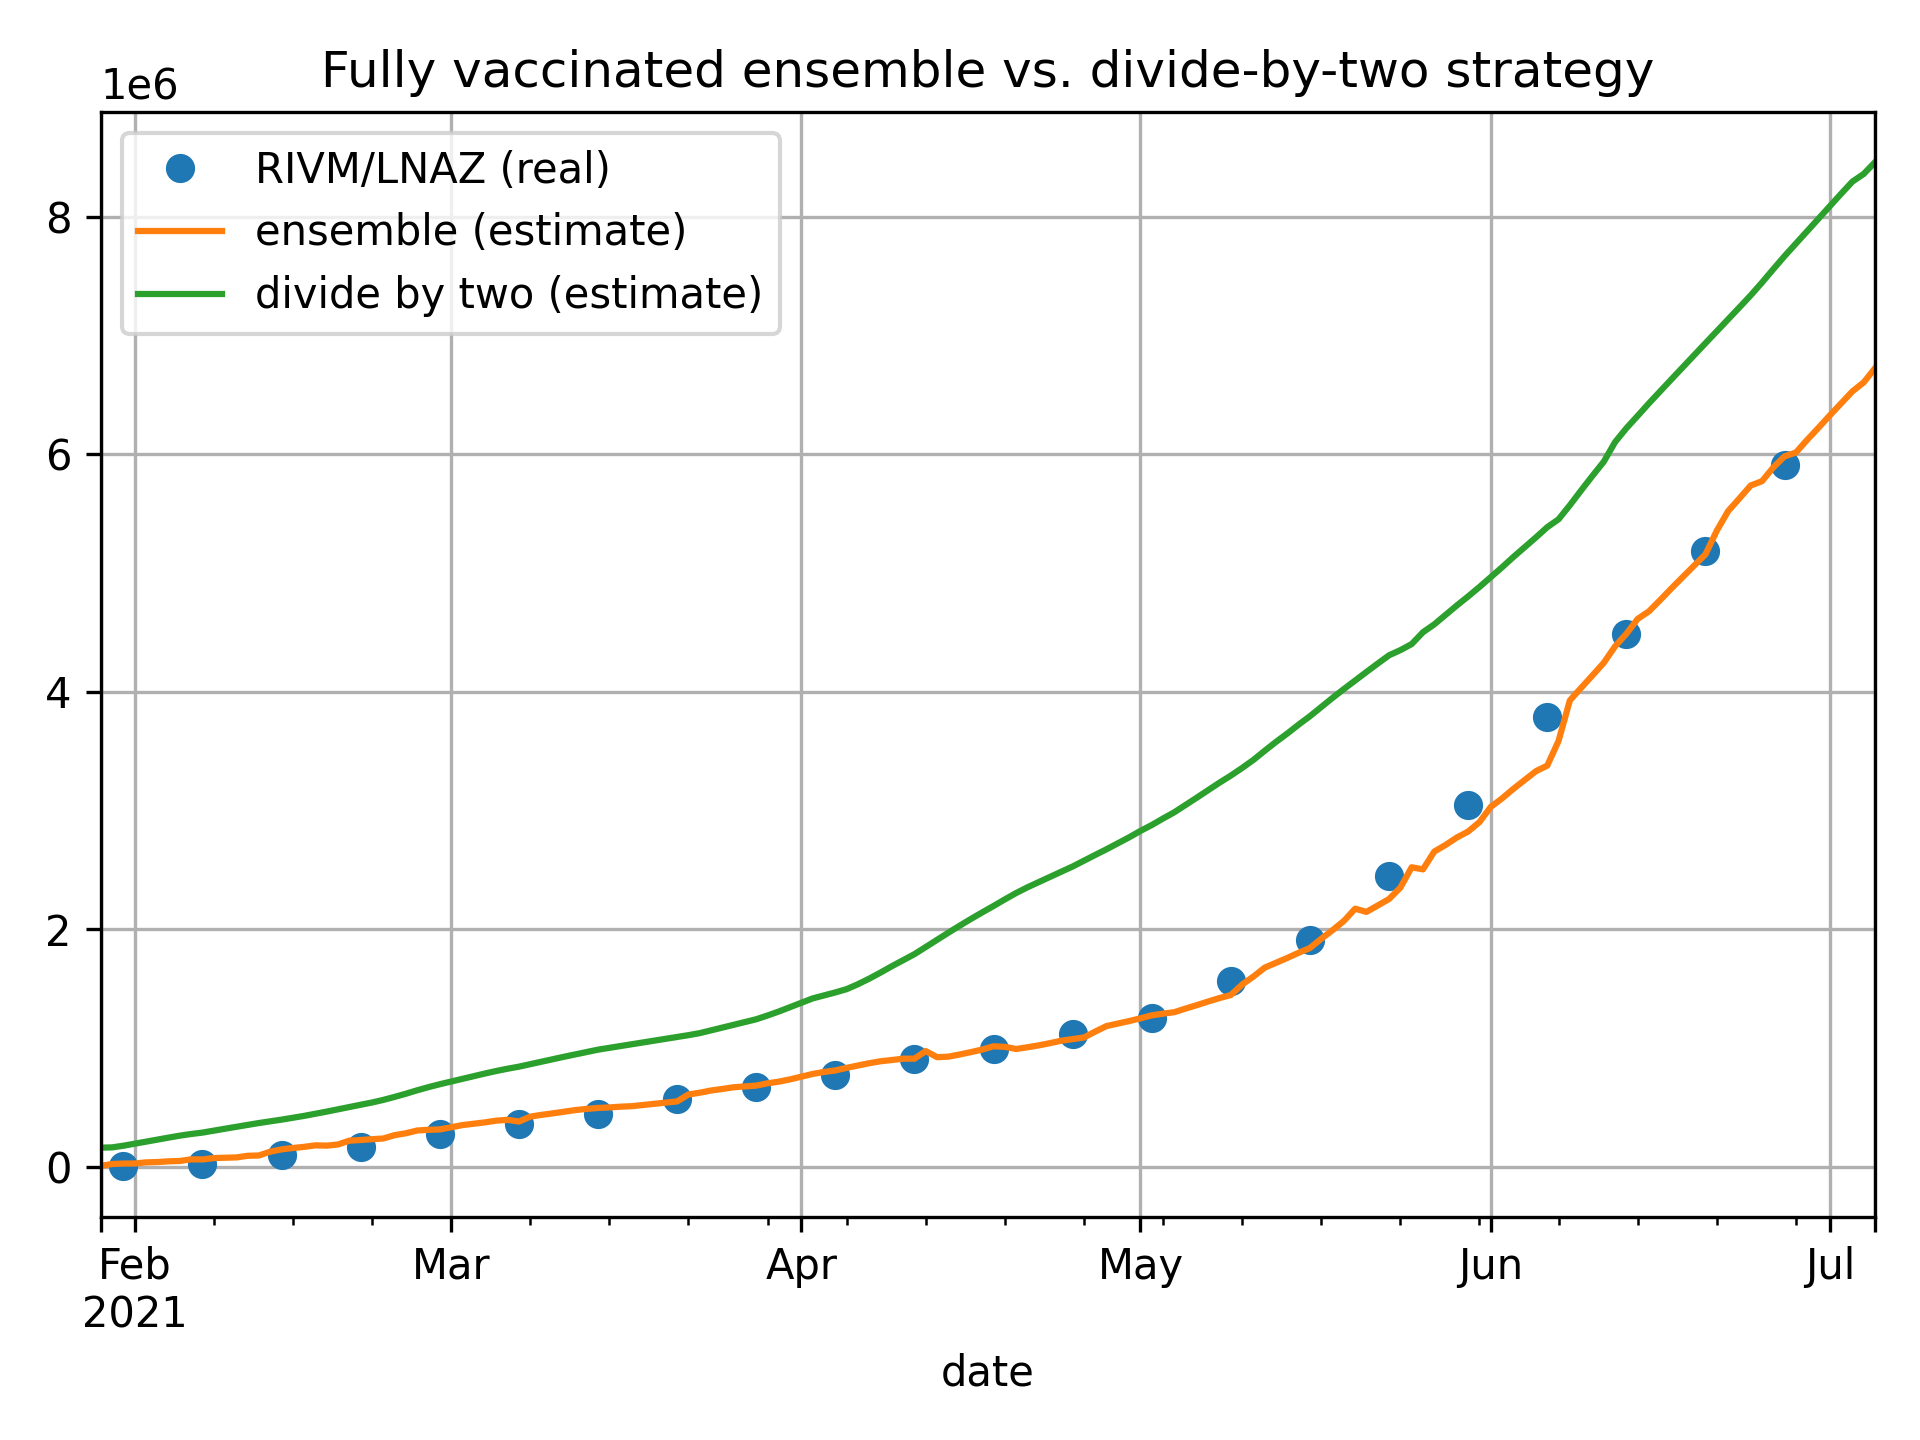 Fully vaccinated ensemble vs. divide-by-two strategy
1e6
RIVM/LNAZ (real)
ensemble (estimate)
divide by two (estimate)
8
6
4
2
0
Feb Mar Apr May Jun Jul
2021
date